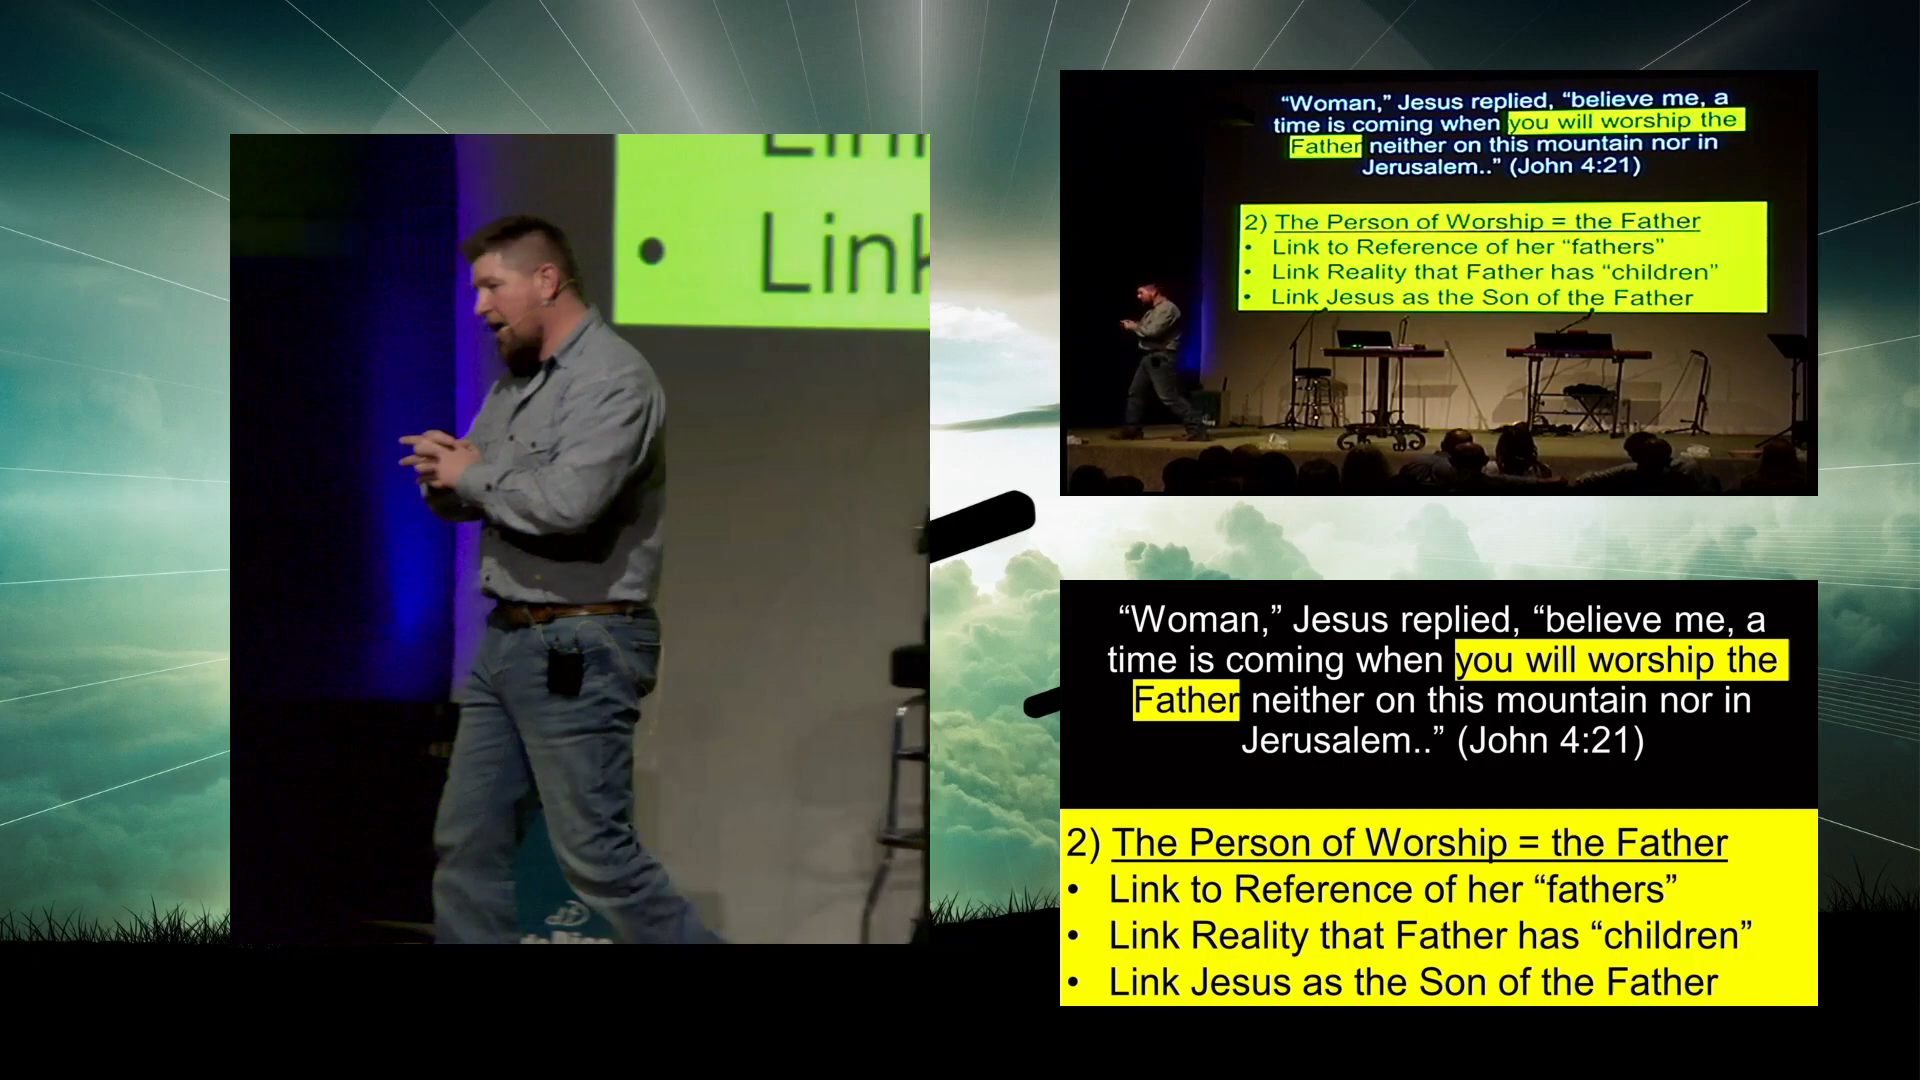 Link
“Woman,” Jesus replied, “believe me, a
time is coming when you will worship the
Father neither on this mountain nor in
Jerusalem..” (John 4:21)
2) The Person of Worship = the Father
• Link to Reference of her “fathers”
• Link Reality that Father has “children”
• Link Jesus as the Son of the Father
“Woman,” Jesus replied, “believe me, a
time is coming when you will worship the
Father neither on this mountain nor in
Jerusalem..” (John 4:21)
2) The Person of Worship = the Father
• Link to Reference of her “fathers”
• Link Reality that Father has “children”
• Link Jesus as the Son of the Father